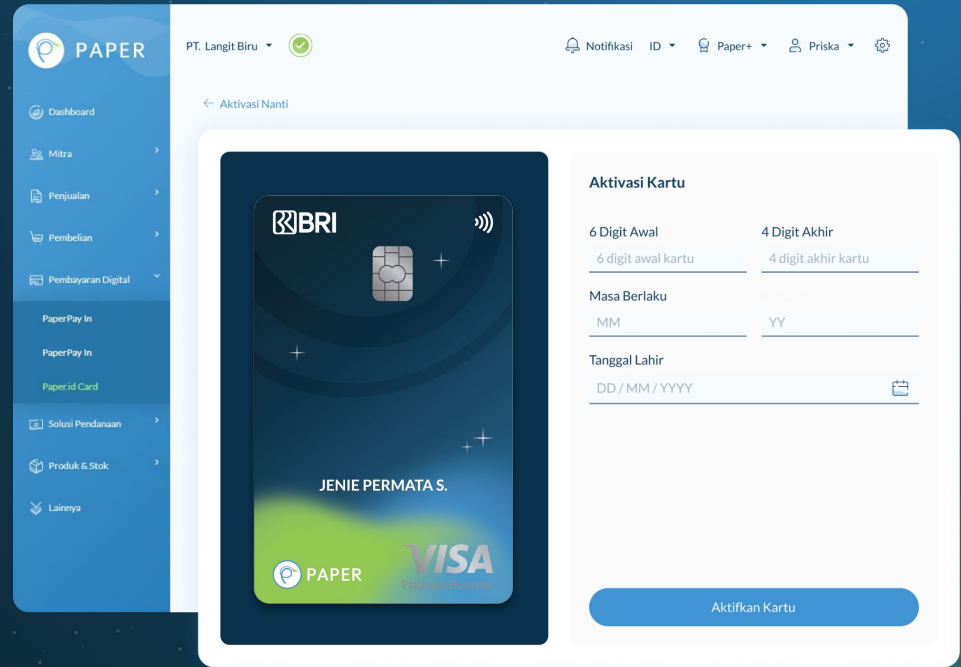 PAPER
PT. Langit Biru
Notifikasi
ID
Paper+
Priska
Aktivasi Nanti
Dashboard
Mitra
Penjualan
Pembelian
Pembayaran Digital
PaperPay In
PaperPay In
Paper.id Card
Solusi Pendanaan
Produk & Stok
Lainnya
BRI
JENIE PERMATA S.
PAPER
VISA
Platinum Business
Aktivasi Kartu
6 Digit Awal
4 Digit Akhir
6 digit awal kartu
4 digit akhir kartu
Masa Berlaku
MM
YY
Tanggal Lahir
DD / MM / YYYY
Aktifkan Kartu